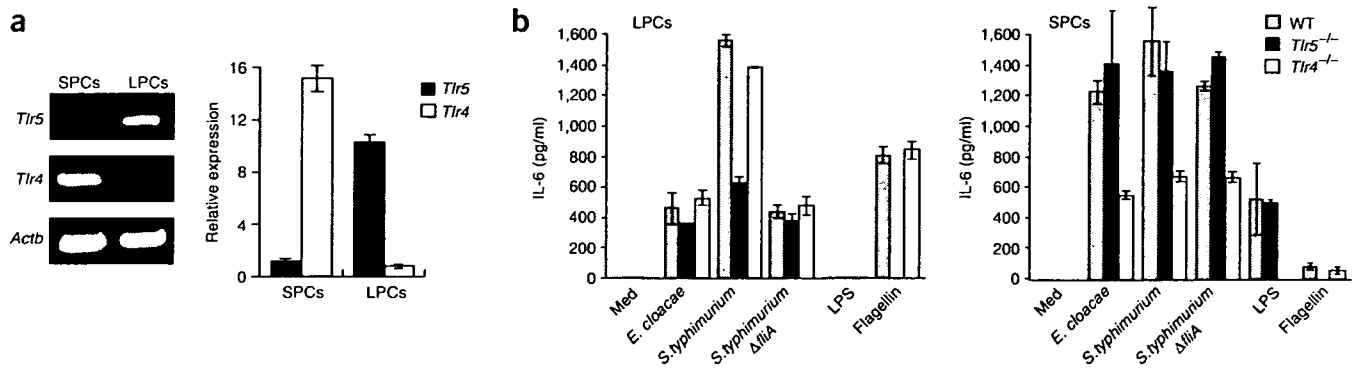 a
SPCs LPCs
Tlr5
Tlr4
Actb
Relative expression
16
12
8
4
0
SPCs LPCs
Tlr5
Tlr4
b
LPCs
IL-6 (pg/ml)
1,600
1,400
1,200
1,000
800
600
400
200
0
Med
E. cloacae
S.typhimurium
S.typhimurium
ΔfliA
LPS
Flagellin
SPCs
IL-6 (pg/ml)
1,600
1,400
1,200
1,000
800
600
400
200
0
Med
E. cloacae
S.typhimurium
S.typhimurium
ΔfliA
LPS
Flagellin
WT
Tlr5⁻/⁻
Tlr4⁻/⁻